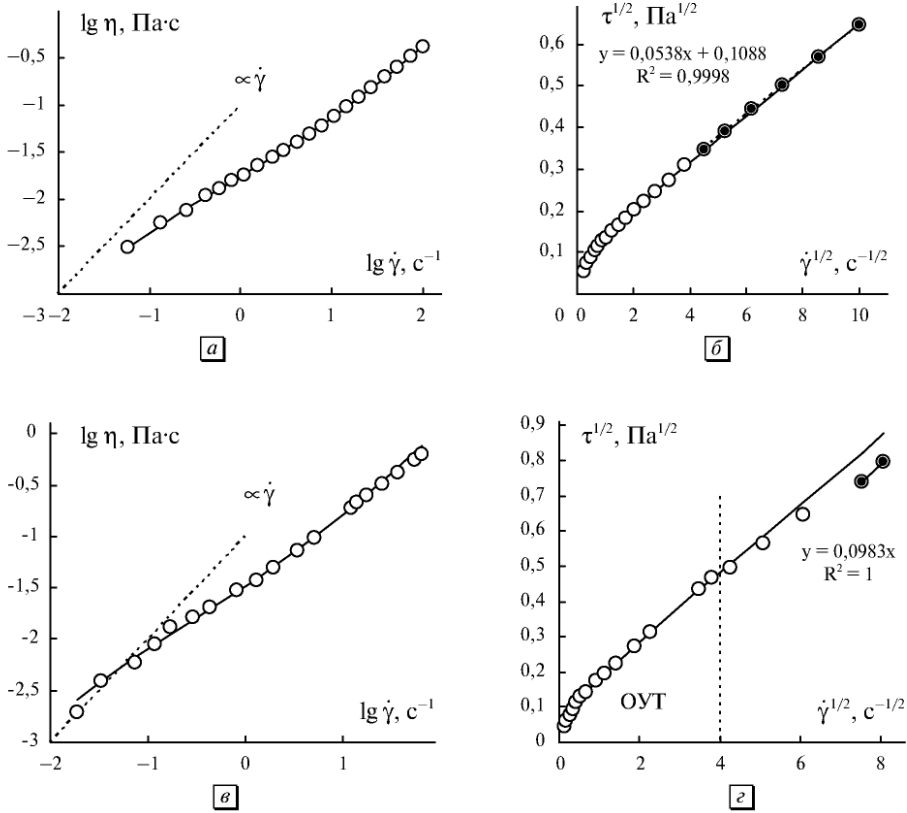 lg η, Па·с
−0,5
−1
−1,5
−2
−2,5
−3
∝ γ̇
lg γ̇, с⁻¹
−2
−1
0
1
2
а
τ^1/2, Па^1/2
y = 0,0538x + 0,1088
R² = 0,9998
0,6
0,5
0,4
0,3
0,2
0,1
0
γ̇^1/2, с^−1/2
0
2
4
6
8
10
б
lg η, Па·с
0
-0,5
-1
-1,5
-2
-2,5
-3
∝ γ̇
lg γ̇, с⁻¹
−2
−1
0
1
в
τ^1/2, Па^1/2
0,9
0,8
0,7
0,6
0,5
0,4
0,3
0,2
0,1
0
y = 0,0983x
R² = 1
ОУТ
γ̇^1/2, с^−1/2
0
2
4
6
8
г